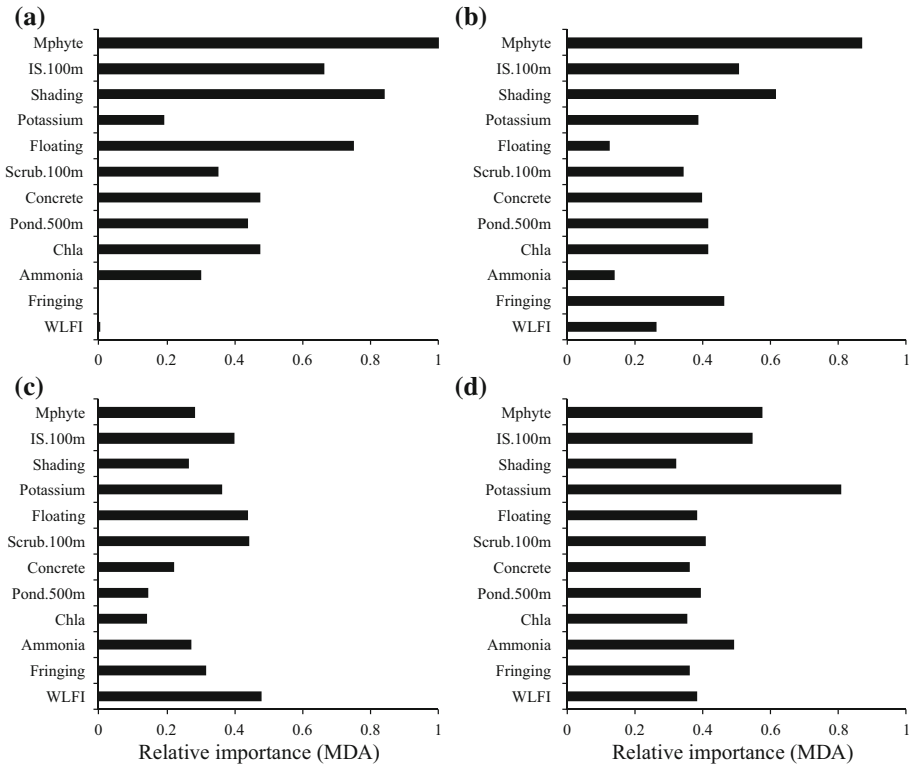 (a)
Mphyte
IS.100m
Shading
Potassium
Floating
Scrub.100m
Concrete
Pond.500m
Chla
Ammonia
Fringing
WLFI
0 0.2 0.4 0.6 0.8 1
(b)
Mphyte
IS.100m
Shading
Potassium
Floating
Scrub.100m
Concrete
Pond.500m
Chla
Ammonia
Fringing
WLFI
0 0.2 0.4 0.6 0.8 1
(c)
Mphyte
IS.100m
Shading
Potassium
Floating
Scrub.100m
Concrete
Pond.500m
Chla
Ammonia
Fringing
WLFI
0 0.2 0.4 0.6 0.8 1
Relative importance (MDA)
(d)
Mphyte
IS.100m
Shading
Potassium
Floating
Scrub.100m
Concrete
Pond.500m
Chla
Ammonia
Fringing
WLFI
0 0.2 0.4 0.6 0.8 1
Relative importance (MDA)